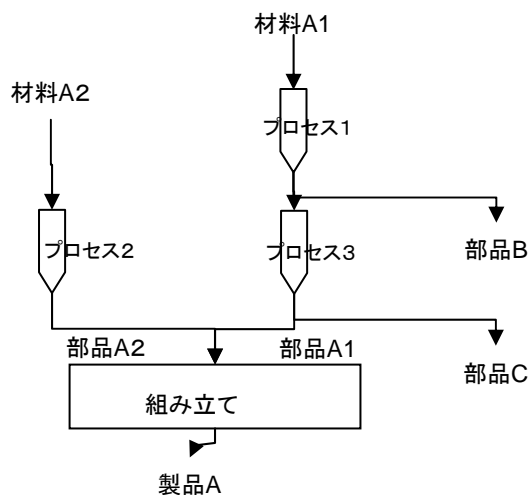 材料A1
材料A2
プロセス1
プロセス2
プロセス3
部品B
部品A2
部品A1
部品C
組み立て
製品A